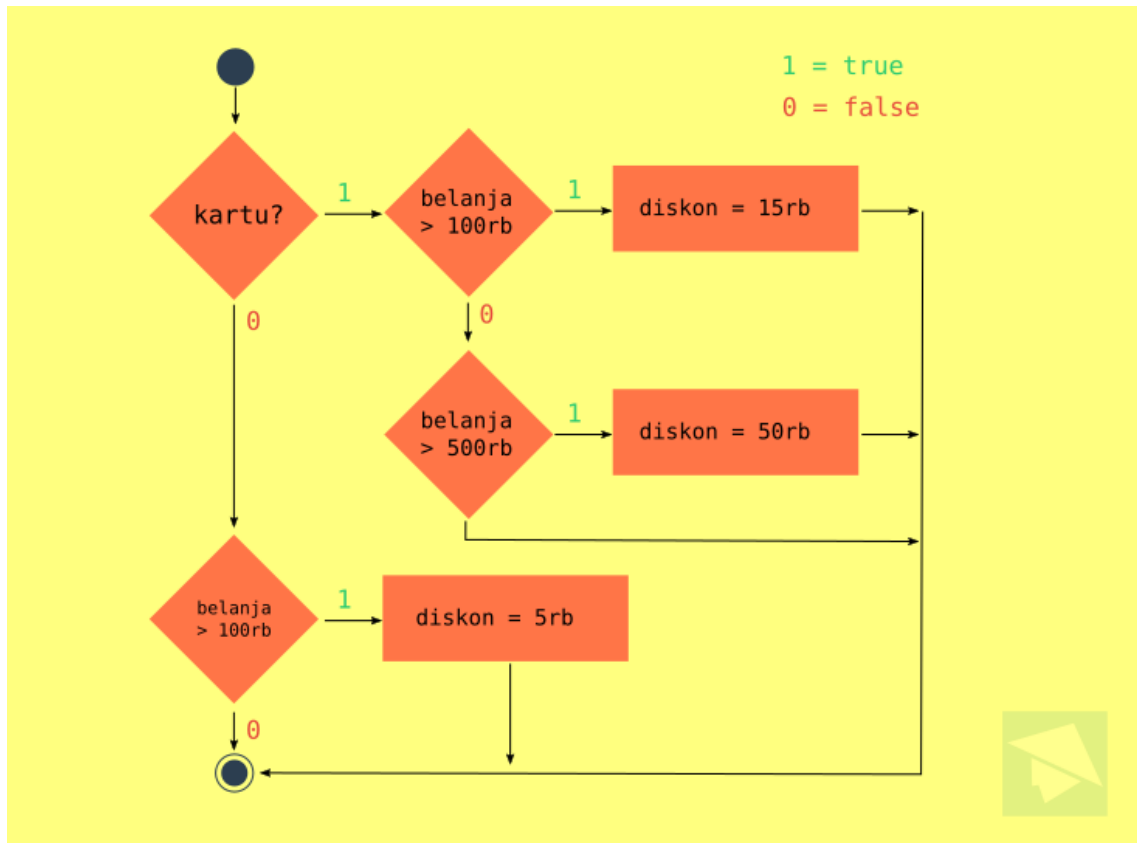 1 = true
0 = false
kartu?
1
belanja
> 100rb
1
diskon = 15rb
0
0
belanja
> 500rb
1
diskon = 50rb
belanja
> 100rb
1
diskon = 5rb
0